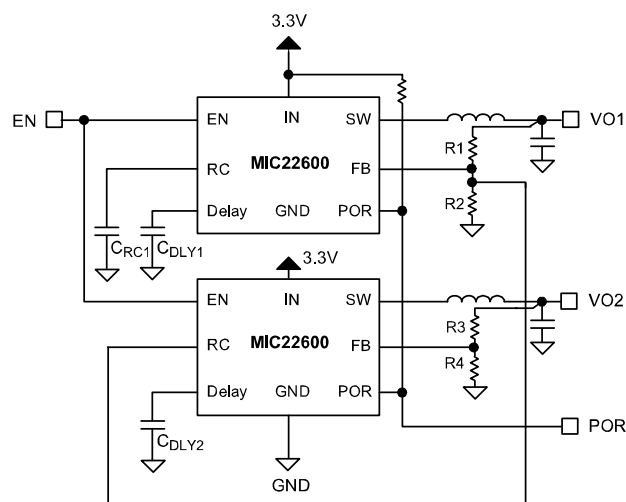 3.3V
EN
EN
IN
SW
VO1
RC
MIC22600
FB
R1
Delay
GND
POR
R2
CRC1
CDLY1
3.3V
EN
IN
SW
VO2
RC
MIC22600
FB
R3
R4
Delay
GND
POR
CDLY2
POR
GND